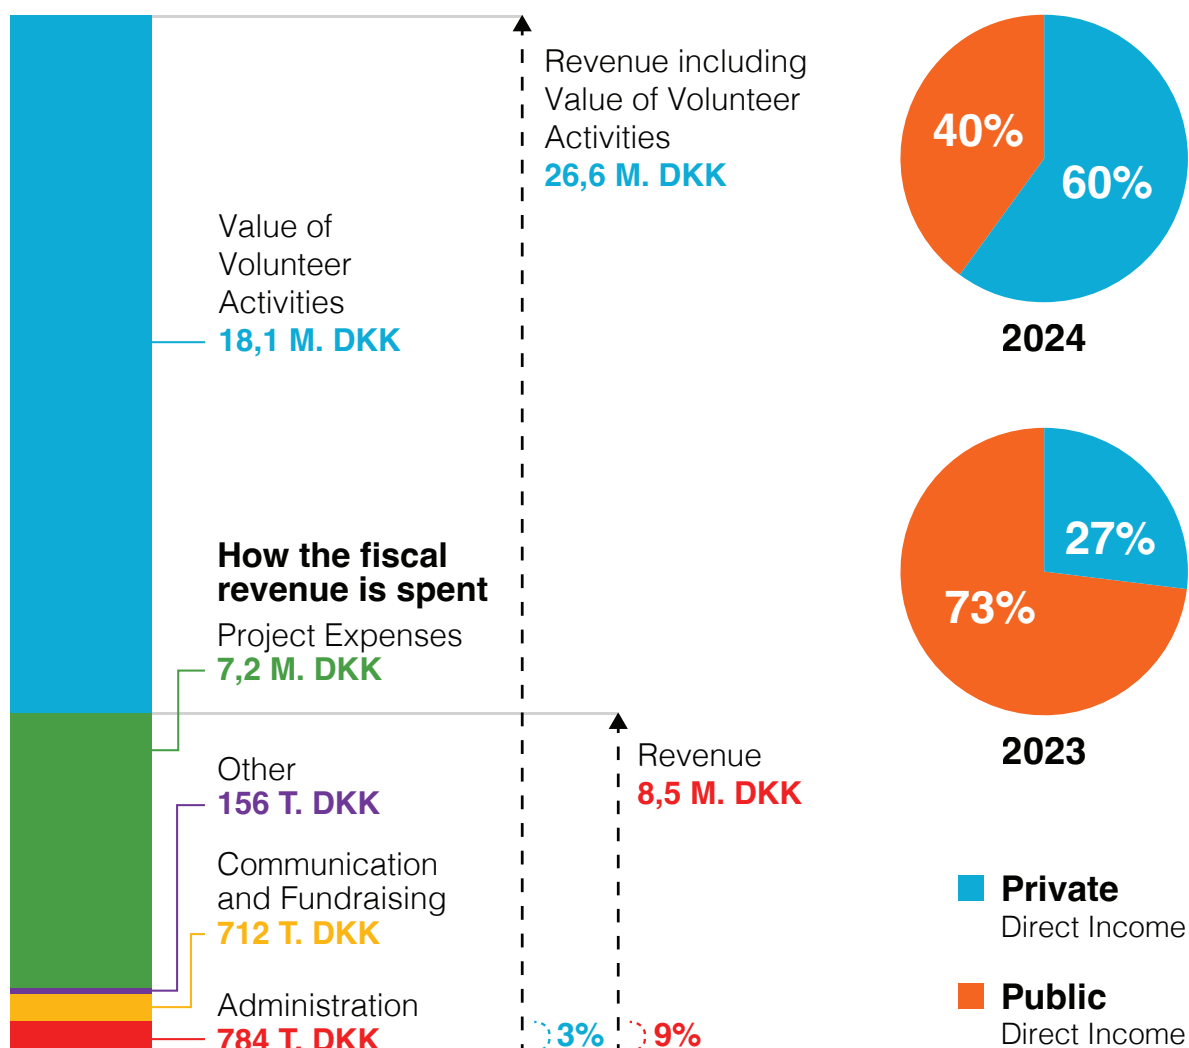 Revenue including
Value of Volunteer
Activities
26,6 M. DKK
Value of
Volunteer
Activities
18,1 M. DKK
How the fiscal
revenue is spent
Project Expenses
7,2 M. DKK
Other
156 T. DKK
Communication
and Fundraising
712 T. DKK
Administration
784 T. DKK
3%
9%
Revenue
8,5 M. DKK
40%
60%
2024
27%
73%
2023
Private
Direct Income
Public
Direct Income